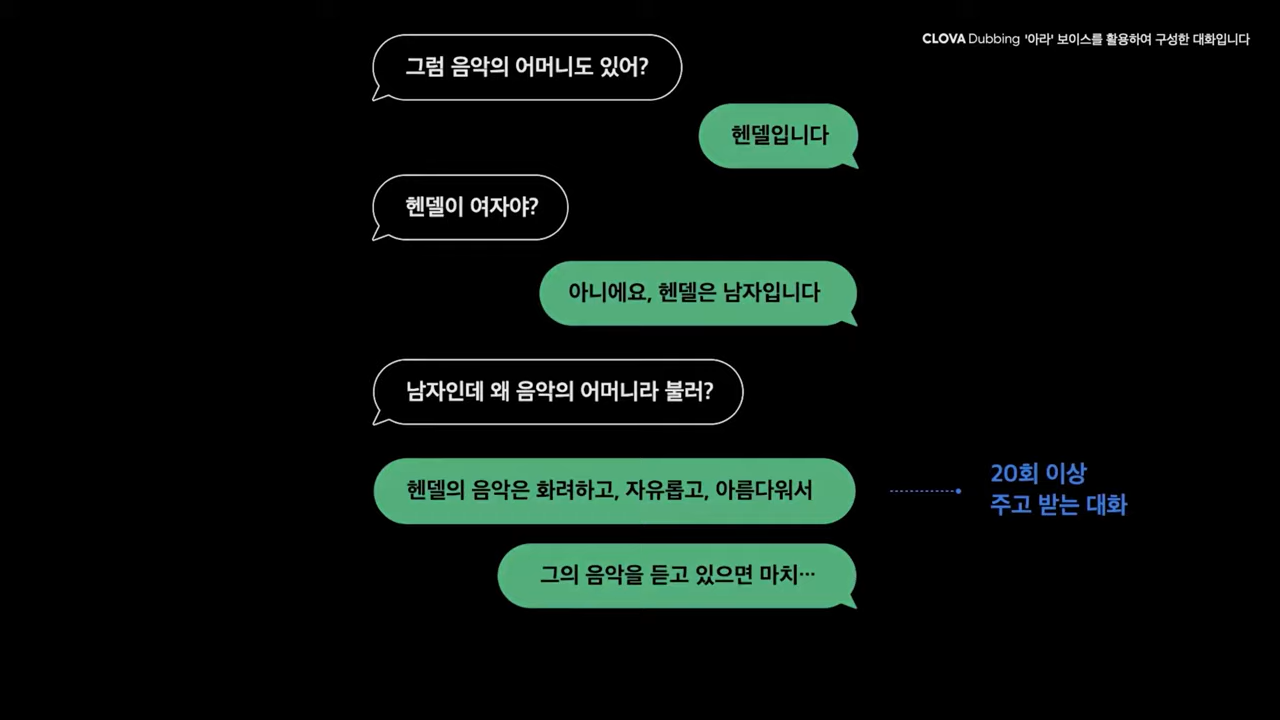 CLOVA Dubbing '아라' 보이스를 활용하여 구성한 대화입니다
그럼 음악의 어머니도 있어?
헨델입니다
헨델이 여자야?
아니에요, 헨델은 남자입니다
남자인데 왜 음악의 어머니라 불러?
헨델의 음악은 화려하고, 자유롭고, 아름다워서
20회 이상
주고 받는 대화
그의 음악을 듣고 있으면 마치…